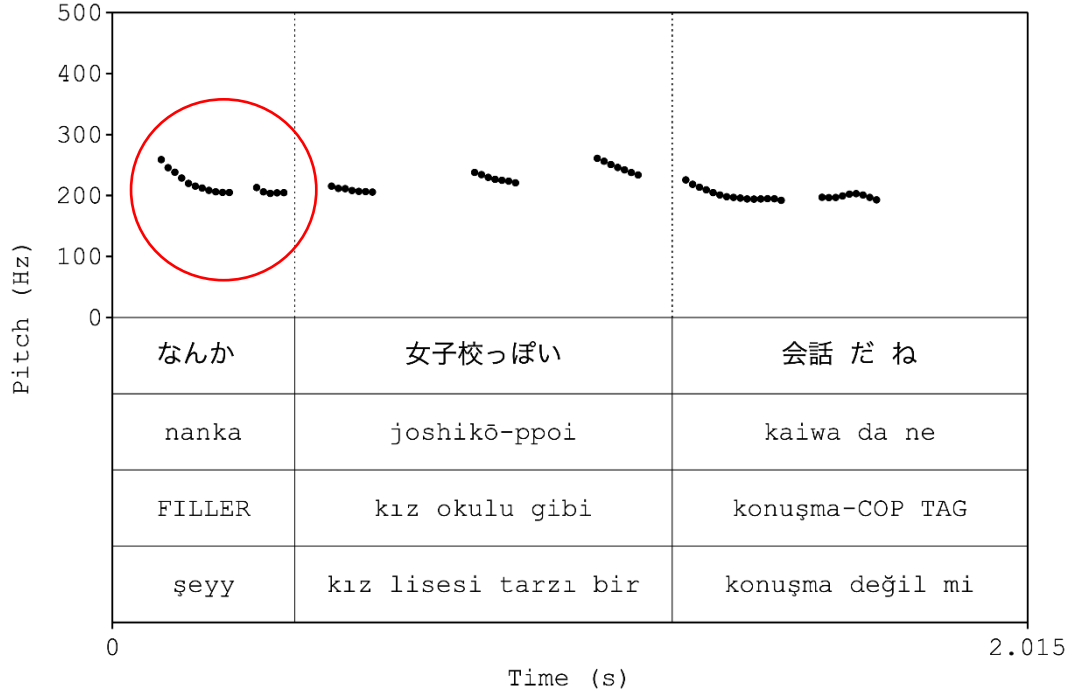 500
400
300
200
100
0
Pitch (Hz)
なんか 女子校っぽい 会話 だ ね
nanka joshikō-ppoi kaiwa da ne
FILLER kız okulu gibi konuşma-COP TAG
şeyy kız lisesi tarzı bir konuşma değil mi
0 2.015
Time (s)